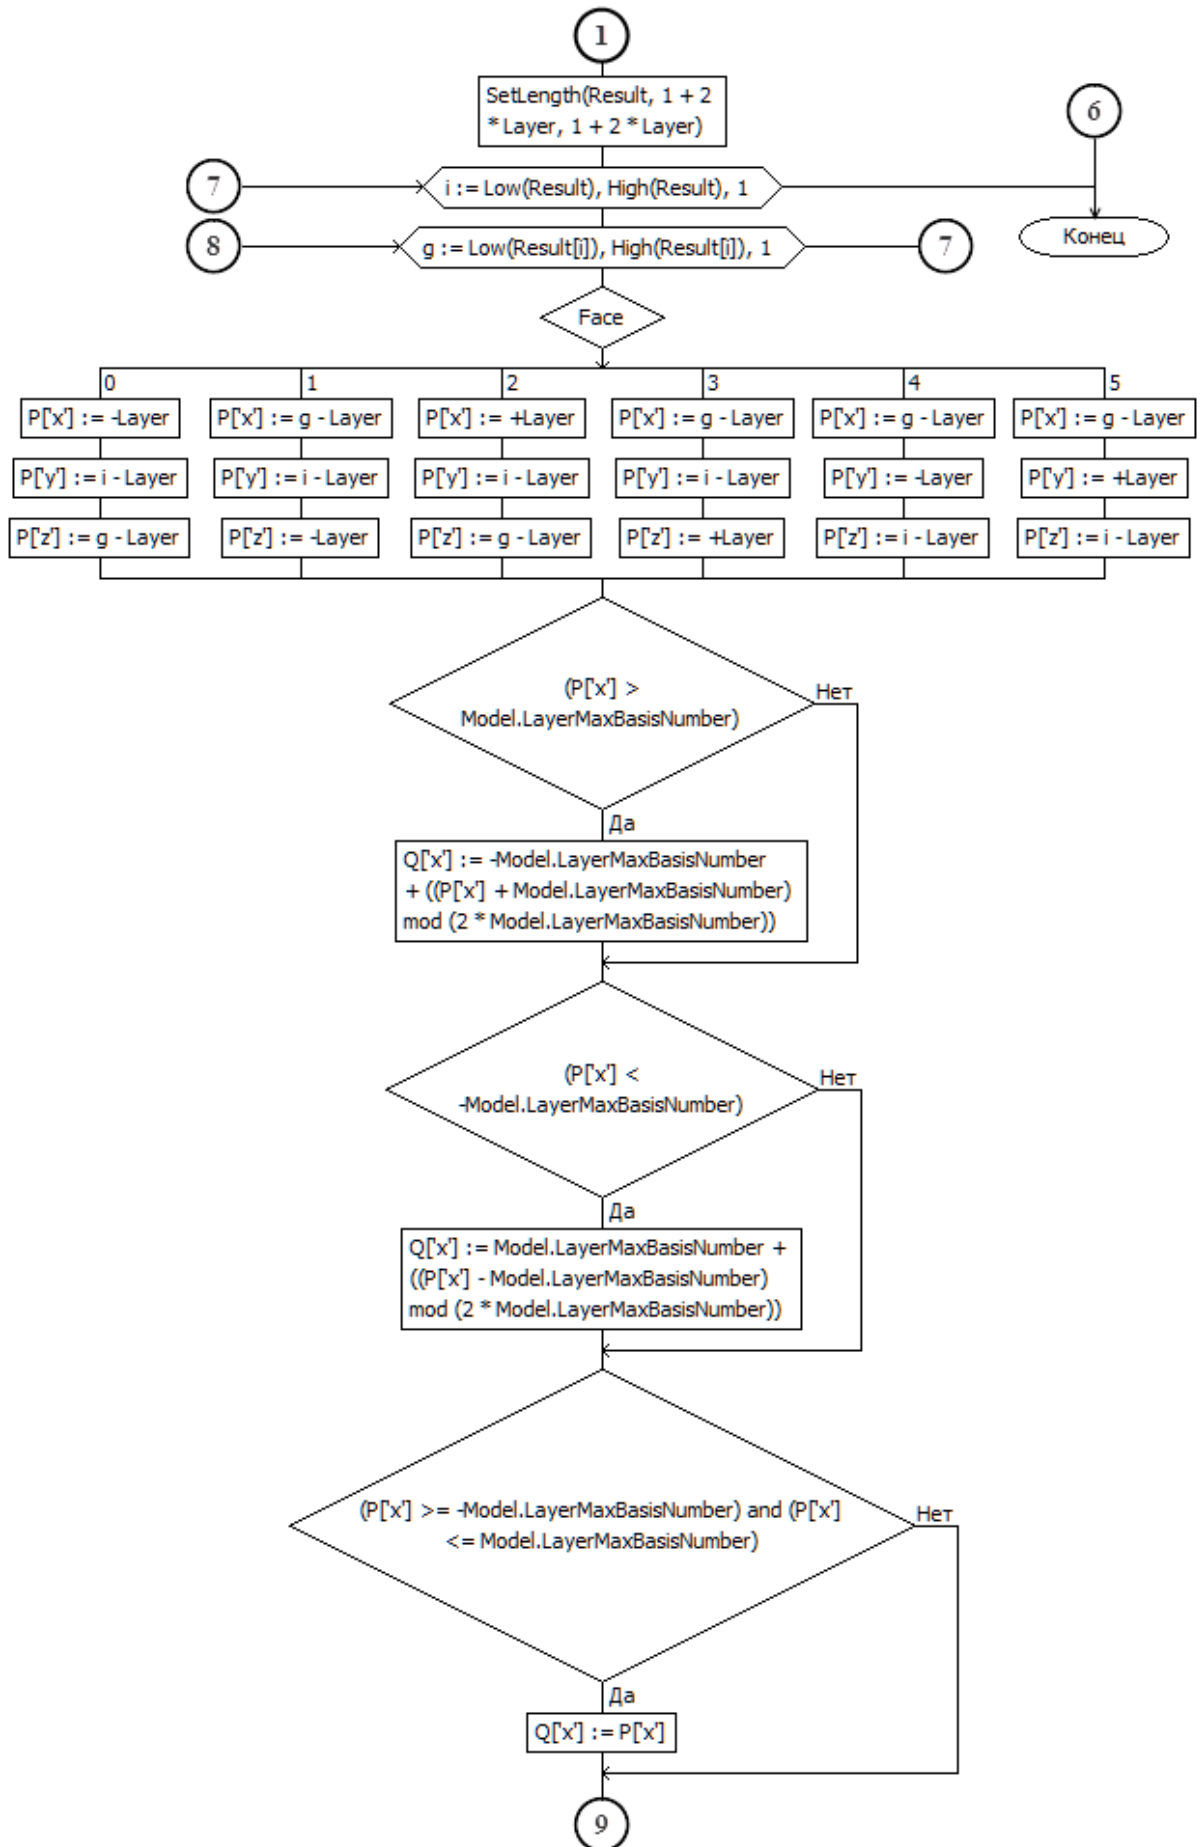 1
SetLength(Result, 1 + 2
* Layer, 1 + 2 * Layer)
6
7
i := Low(Result), High(Result), 1
8
g := Low(Result[i]), High(Result[i]), 1
7
Конец
Face
0
1
2
3
4
5
P['x'] := -Layer
P['x'] := g - Layer
P['x'] := +Layer
P['x'] := g - Layer
P['x'] := g - Layer
P['x'] := g - Layer
P['y'] := i - Layer
P['y'] := i - Layer
P['y'] := i - Layer
P['y'] := i - Layer
P['y'] := -Layer
P['y'] := +Layer
P['z'] := g - Layer
P['z'] := -Layer
P['z'] := g - Layer
P['z'] := +Layer
P['z'] := i - Layer
P['z'] := i - Layer
(P['x'] >
Model.LayerMaxBasisNumber)
Нет
Да
Q['x'] := -Model.LayerMaxBasisNumber
+ ((P['x'] + Model.LayerMaxBasisNumber)
mod (2 * Model.LayerMaxBasisNumber))
(P['x'] <
-Model.LayerMaxBasisNumber)
Нет
Да
Q['x'] := Model.LayerMaxBasisNumber +
((P['x'] - Model.LayerMaxBasisNumber)
mod (2 * Model.LayerMaxBasisNumber))
(P['x'] >= -Model.LayerMaxBasisNumber) and (P['x']
<= Model.LayerMaxBasisNumber)
Нет
Да
Q['x'] := P['x']
9